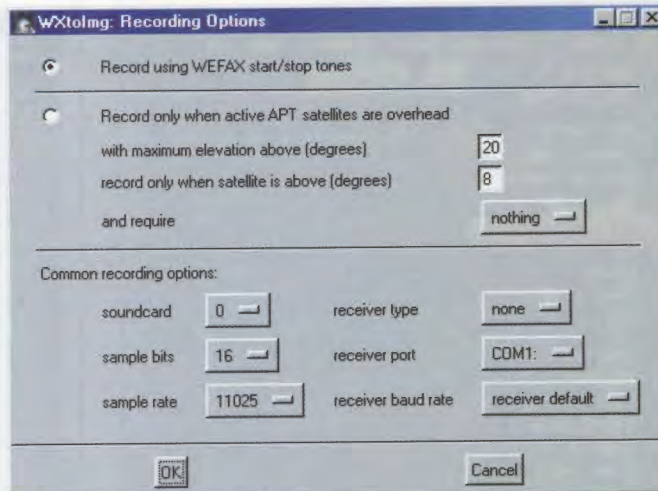 WXtoImg: Recording Options
Record using WEFAX start/stop tones
Record only when active APT satellites are overhead
with maximum elevation above (degrees) 20
record only when satellite is above (degrees) 8
and require nothing
Common recording options:
soundcard 0 receiver type none
sample bits 16 receiver port COM1:
sample rate 11025 receiver baud rate receiver default
OK Cancel